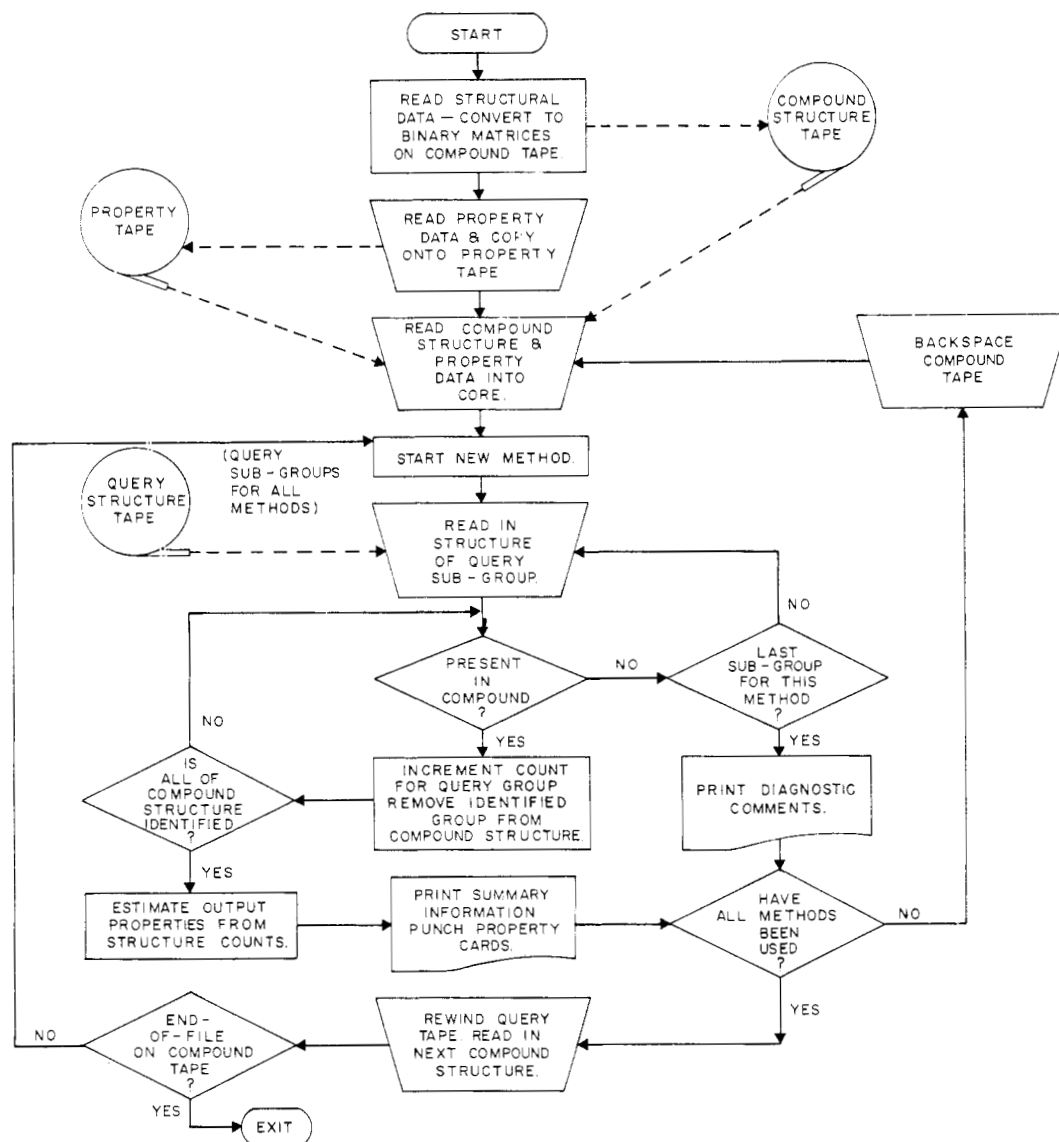 START
READ STRUCTURAL
DATA — CONVERT TO
BINARY MATRICES
ON COMPOUND TAPE.
COMPOUND
STRUCTURE
TAPE
PROPERTY
TAPE
READ PROPERTY
DATA & COPY
ONTO PROPERTY
TAPE
READ COMPOUND
STRUCTURE &
PROPERTY
DATA INTO
CORE.
BACKSPACE
COMPOUND
TAPE
START NEW METHOD.
(QUERY
SUB-GROUPS
FOR ALL
METHODS)
QUERY
STRUCTURE
TAPE
READ IN
STRUCTURE
OF QUERY
SUB-GROUP.
NO
PRESENT
IN
COMPOUND
?
NO
LAST
SUB-GROUP
FOR THIS
METHOD
?
NO
YES
YES
IS
ALL OF
COMPOUND
STRUCTURE
IDENTIFIED
?
INCREMENT COUNT
FOR QUERY GROUP
REMOVE IDENTIFIED
GROUP FROM
COMPOUND STRUCTURE.
PRINT DIAGNOSTIC
COMMENTS.
YES
ESTIMATE OUTPUT
PROPERTIES FROM
STRUCTURE COUNTS.
PRINT SUMMARY
INFORMATION
PUNCH PROPERTY
CARDS.
HAVE
ALL METHODS
BEEN
USED
?
NO
YES
REWIND QUERY
TAPE. READ IN
NEXT COMPOUND
STRUCTURE.
END-
OF-FILE
ON COMPOUND
TAPE
?
NO
YES
EXIT